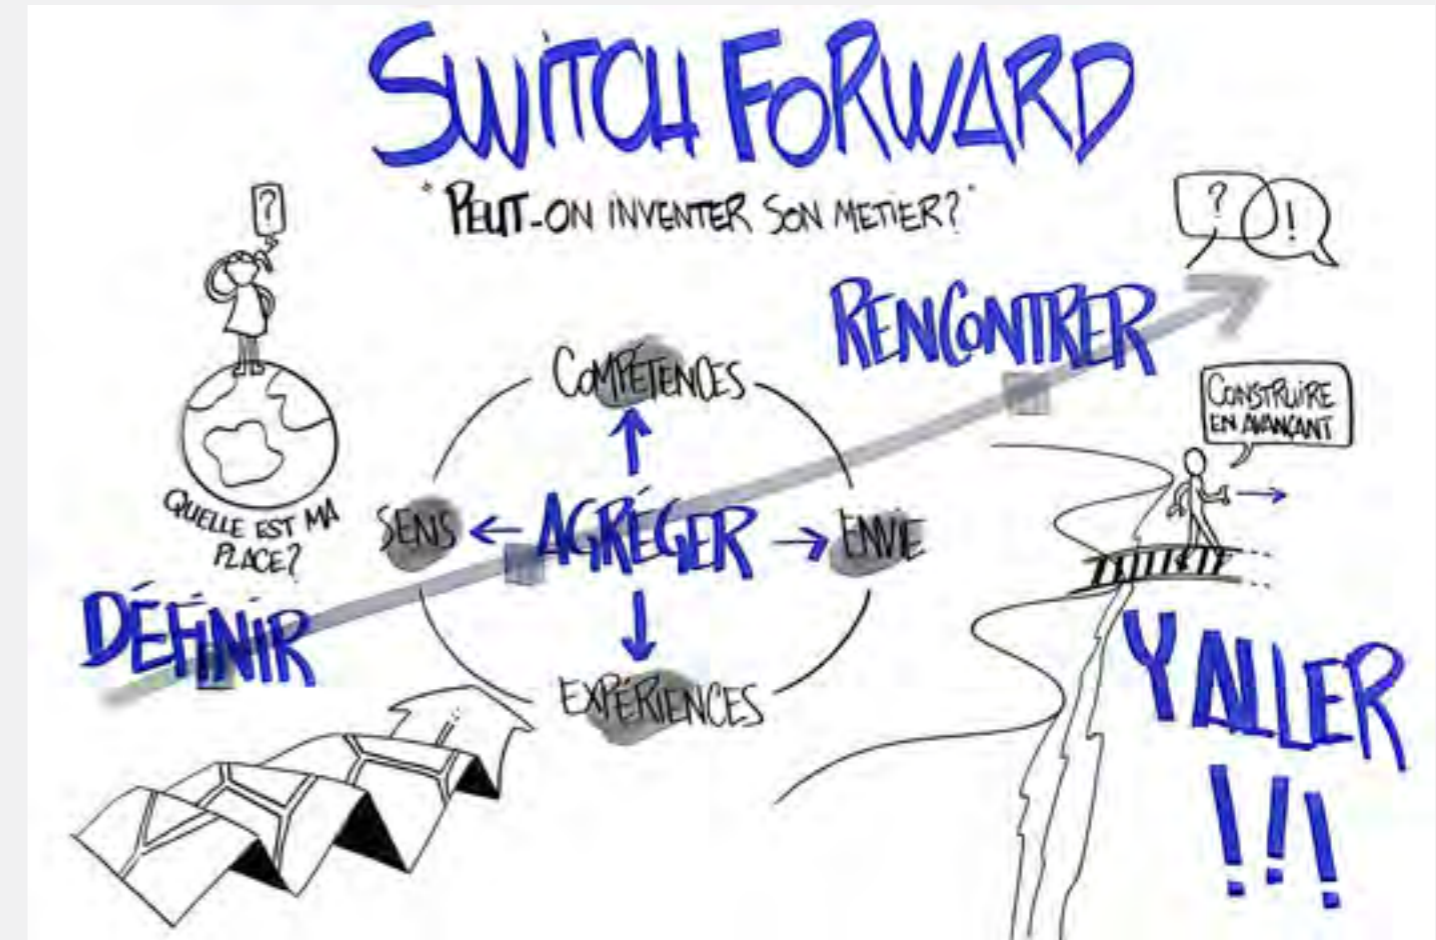 SWITCH FORWARD
"PEUT-ON INVENTER SON METIER?"
?
QUELLE EST MA
PLACE?
DÉFINIR
COMPÉTENCES
SENS
AGRÉGER
ENVIE
EXPÉRIENCES
RENCONTRER
? !
CONSTRUIRE
EN AVANÇANT
Y ALLER
!!!